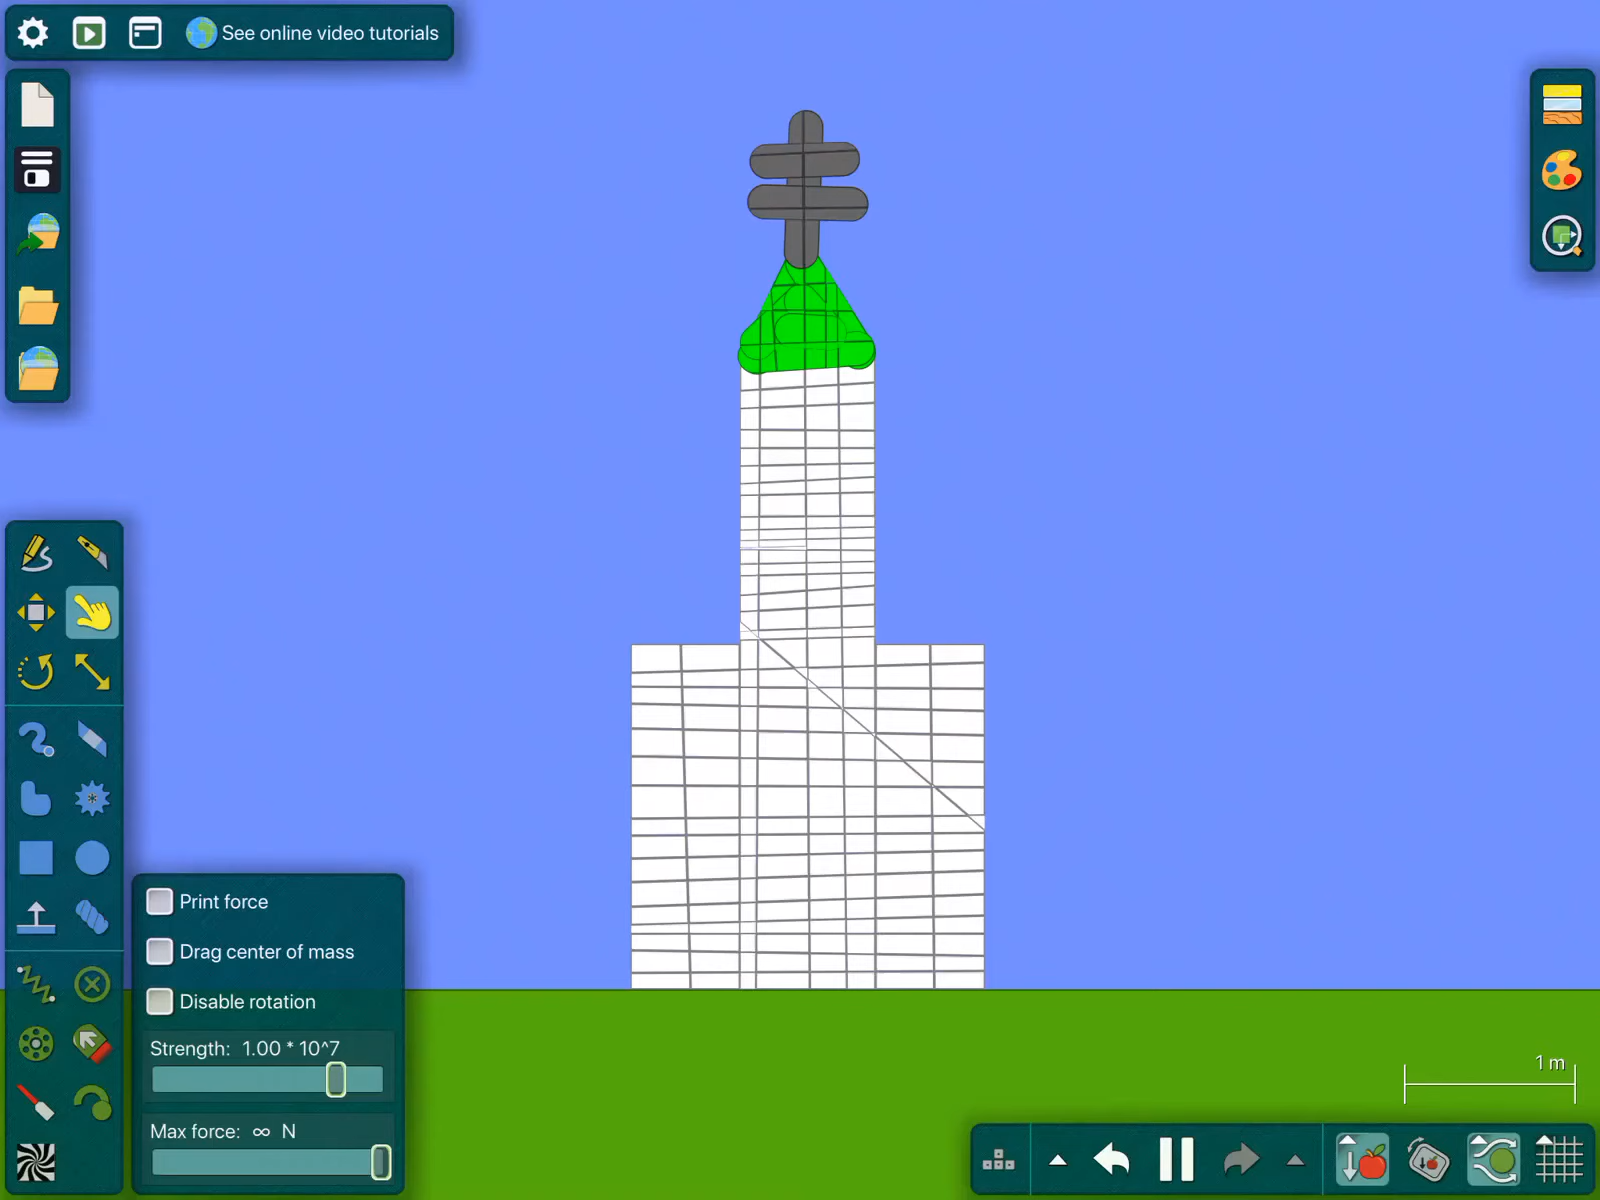 See online video tutorials
Print force
Drag center of mass
Disable rotation
Strength: 1.00 * 10^7
Max force: ∞ N
1 m